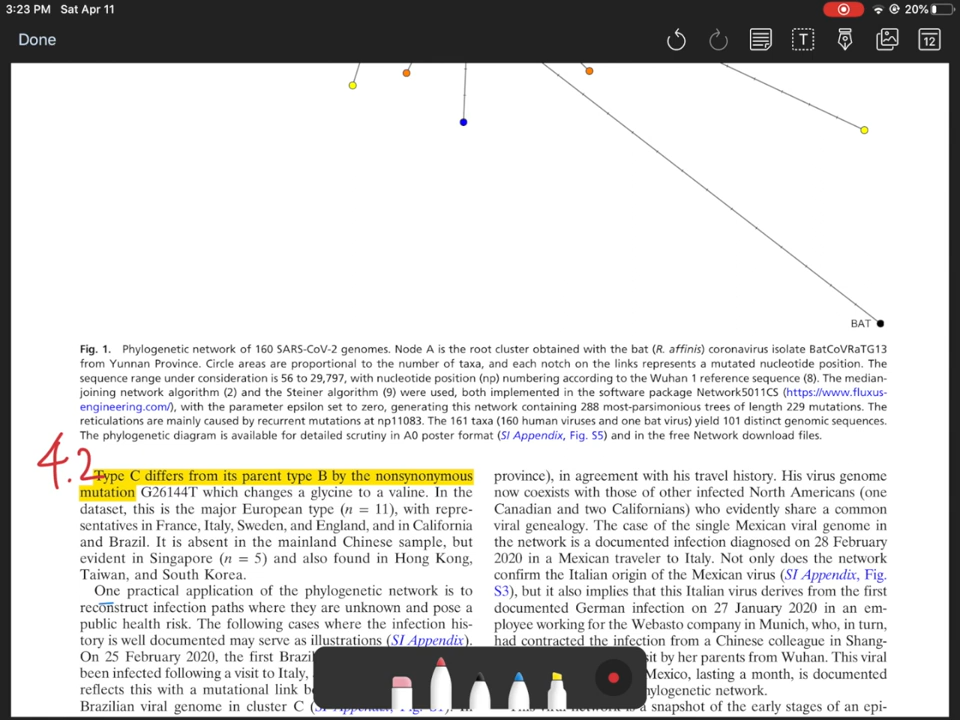 3:23 PM Sat Apr 11
20%
Done
T
12
BAT
Fig. 1. Phylogenetic network of 160 SARS-CoV-2 genomes. Node A is the root cluster obtained with the bat (R. affinis) coronavirus isolate BatCoVRaTG13
from Yunnan Province. Circle areas are proportional to the number of taxa, and each notch on the links represents a mutated nucleotide position. The
sequence range under consideration is 56 to 29,797, with nucleotide position (np) numbering according to the Wuhan 1 reference sequence (8). The median-
joining network algorithm (2) and the Steiner algorithm (9) were used, both implemented in the software package Network5011CS (https://www.fluxus-
engineering.com/), with the parameter epsilon set to zero, generating this network containing 288 most-parsimonious trees of length 229 mutations. The
reticulations are mainly caused by recurrent mutations at np11083. The 161 taxa (160 human viruses and one bat virus) yield 101 distinct genomic sequences.
The phylogenetic diagram is available for detailed scrutiny in A0 poster format (SI Appendix, Fig. S5) and in the free Network download files.
4.2
Type C differs from its parent type B by the nonsynonymous
mutation G26144T which changes a glycine to a valine. In the
dataset, this is the major European type (n = 11), with repre-
sentatives in France, Italy, Sweden, and England, and in California
and Brazil. It is absent in the mainland Chinese sample, but
evident in Singapore (n = 5) and also found in Hong Kong,
Taiwan, and South Korea.
One practical application of the phylogenetic network is to
reconstruct infection paths where they are unknown and pose a
public health risk. The following cases where the infection his-
tory is well documented may serve as illustrations (SI Appendix).
On 25 February 2020, the first Brazi
been infected following a visit to Italy,
reflects this with a mutational link b
Brazilian viral genome in cluster C
province), in agreement with his travel history. His virus genome
now coexists with those of other infected North Americans (one
Canadian and two Californians) who evidently share a common
viral genealogy. The case of the single Mexican viral genome in
the network is a documented infection diagnosed on 28 February
2020 in a Mexican traveler to Italy. Not only does the network
confirm the Italian origin of the Mexican virus (SI Appendix, Fig.
S3), but it also implies that this Italian virus derives from the first
documented German infection on 27 January 2020 in an em-
ployee working for the Webasto company in Munich, who, in turn,
had contracted the infection from a Chinese colleague in Shang-
sit by her parents from Wuhan. This viral
Mexico, lasting a month, is documented
ylogenetic network.
a snapshot of the early stages of an epi-